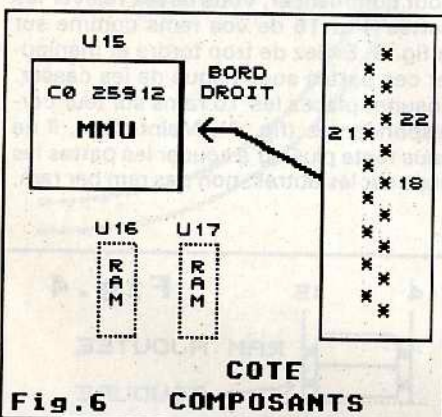 U15
C0 25912
MMU
BORD
DROIT
21
22
18
U16
U17
RAM
RAM
COTE
COMPOSANTS
Fig.6